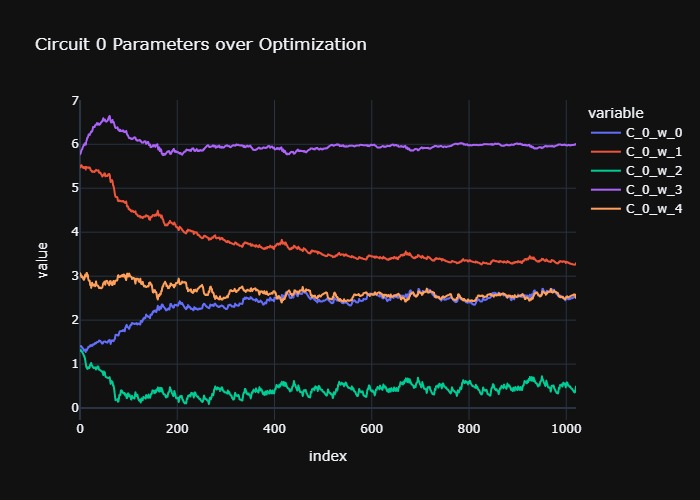 Circuit 0 Parameters over Optimization
variable
C_0_w_0
C_0_w_1
C_0_w_2
C_0_w_3
C_0_w_4
7
6
5
4
3
2
1
0
value
0 200 400 600 800 1000
index